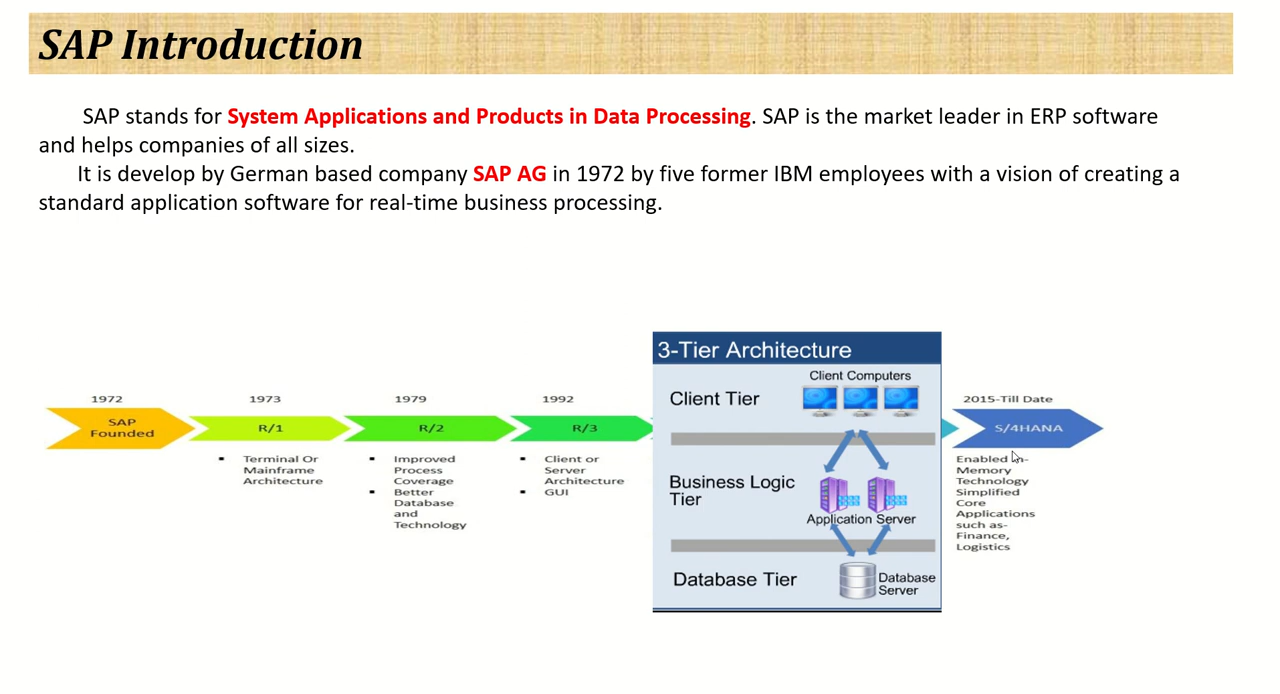 SAP Introduction
SAP stands for System Applications and Products in Data Processing. SAP is the market leader in ERP software
and helps companies of all sizes.
It is develop by German based company SAP AG in 1972 by five former IBM employees with a vision of creating a
standard application software for real-time business processing.
1972
SAP
Founded
1973
R/1
▪ Terminal Or
Mainframe
Architecture
1979
R/2
▪ Improved
Process
Coverage
▪ Better
Database
and
Technology
1992
R/3
▪ Client or
Server
Architecture
▪ GUI
3-Tier Architecture
Client Computers
Client Tier
Business Logic
Tier
Application Server
Database Tier
Database
Server
2015-Till Date
S/4HANA
Enabled In-
Memory
Technology
Simplified
Core
Applications
such as-
Finance,
Logistics